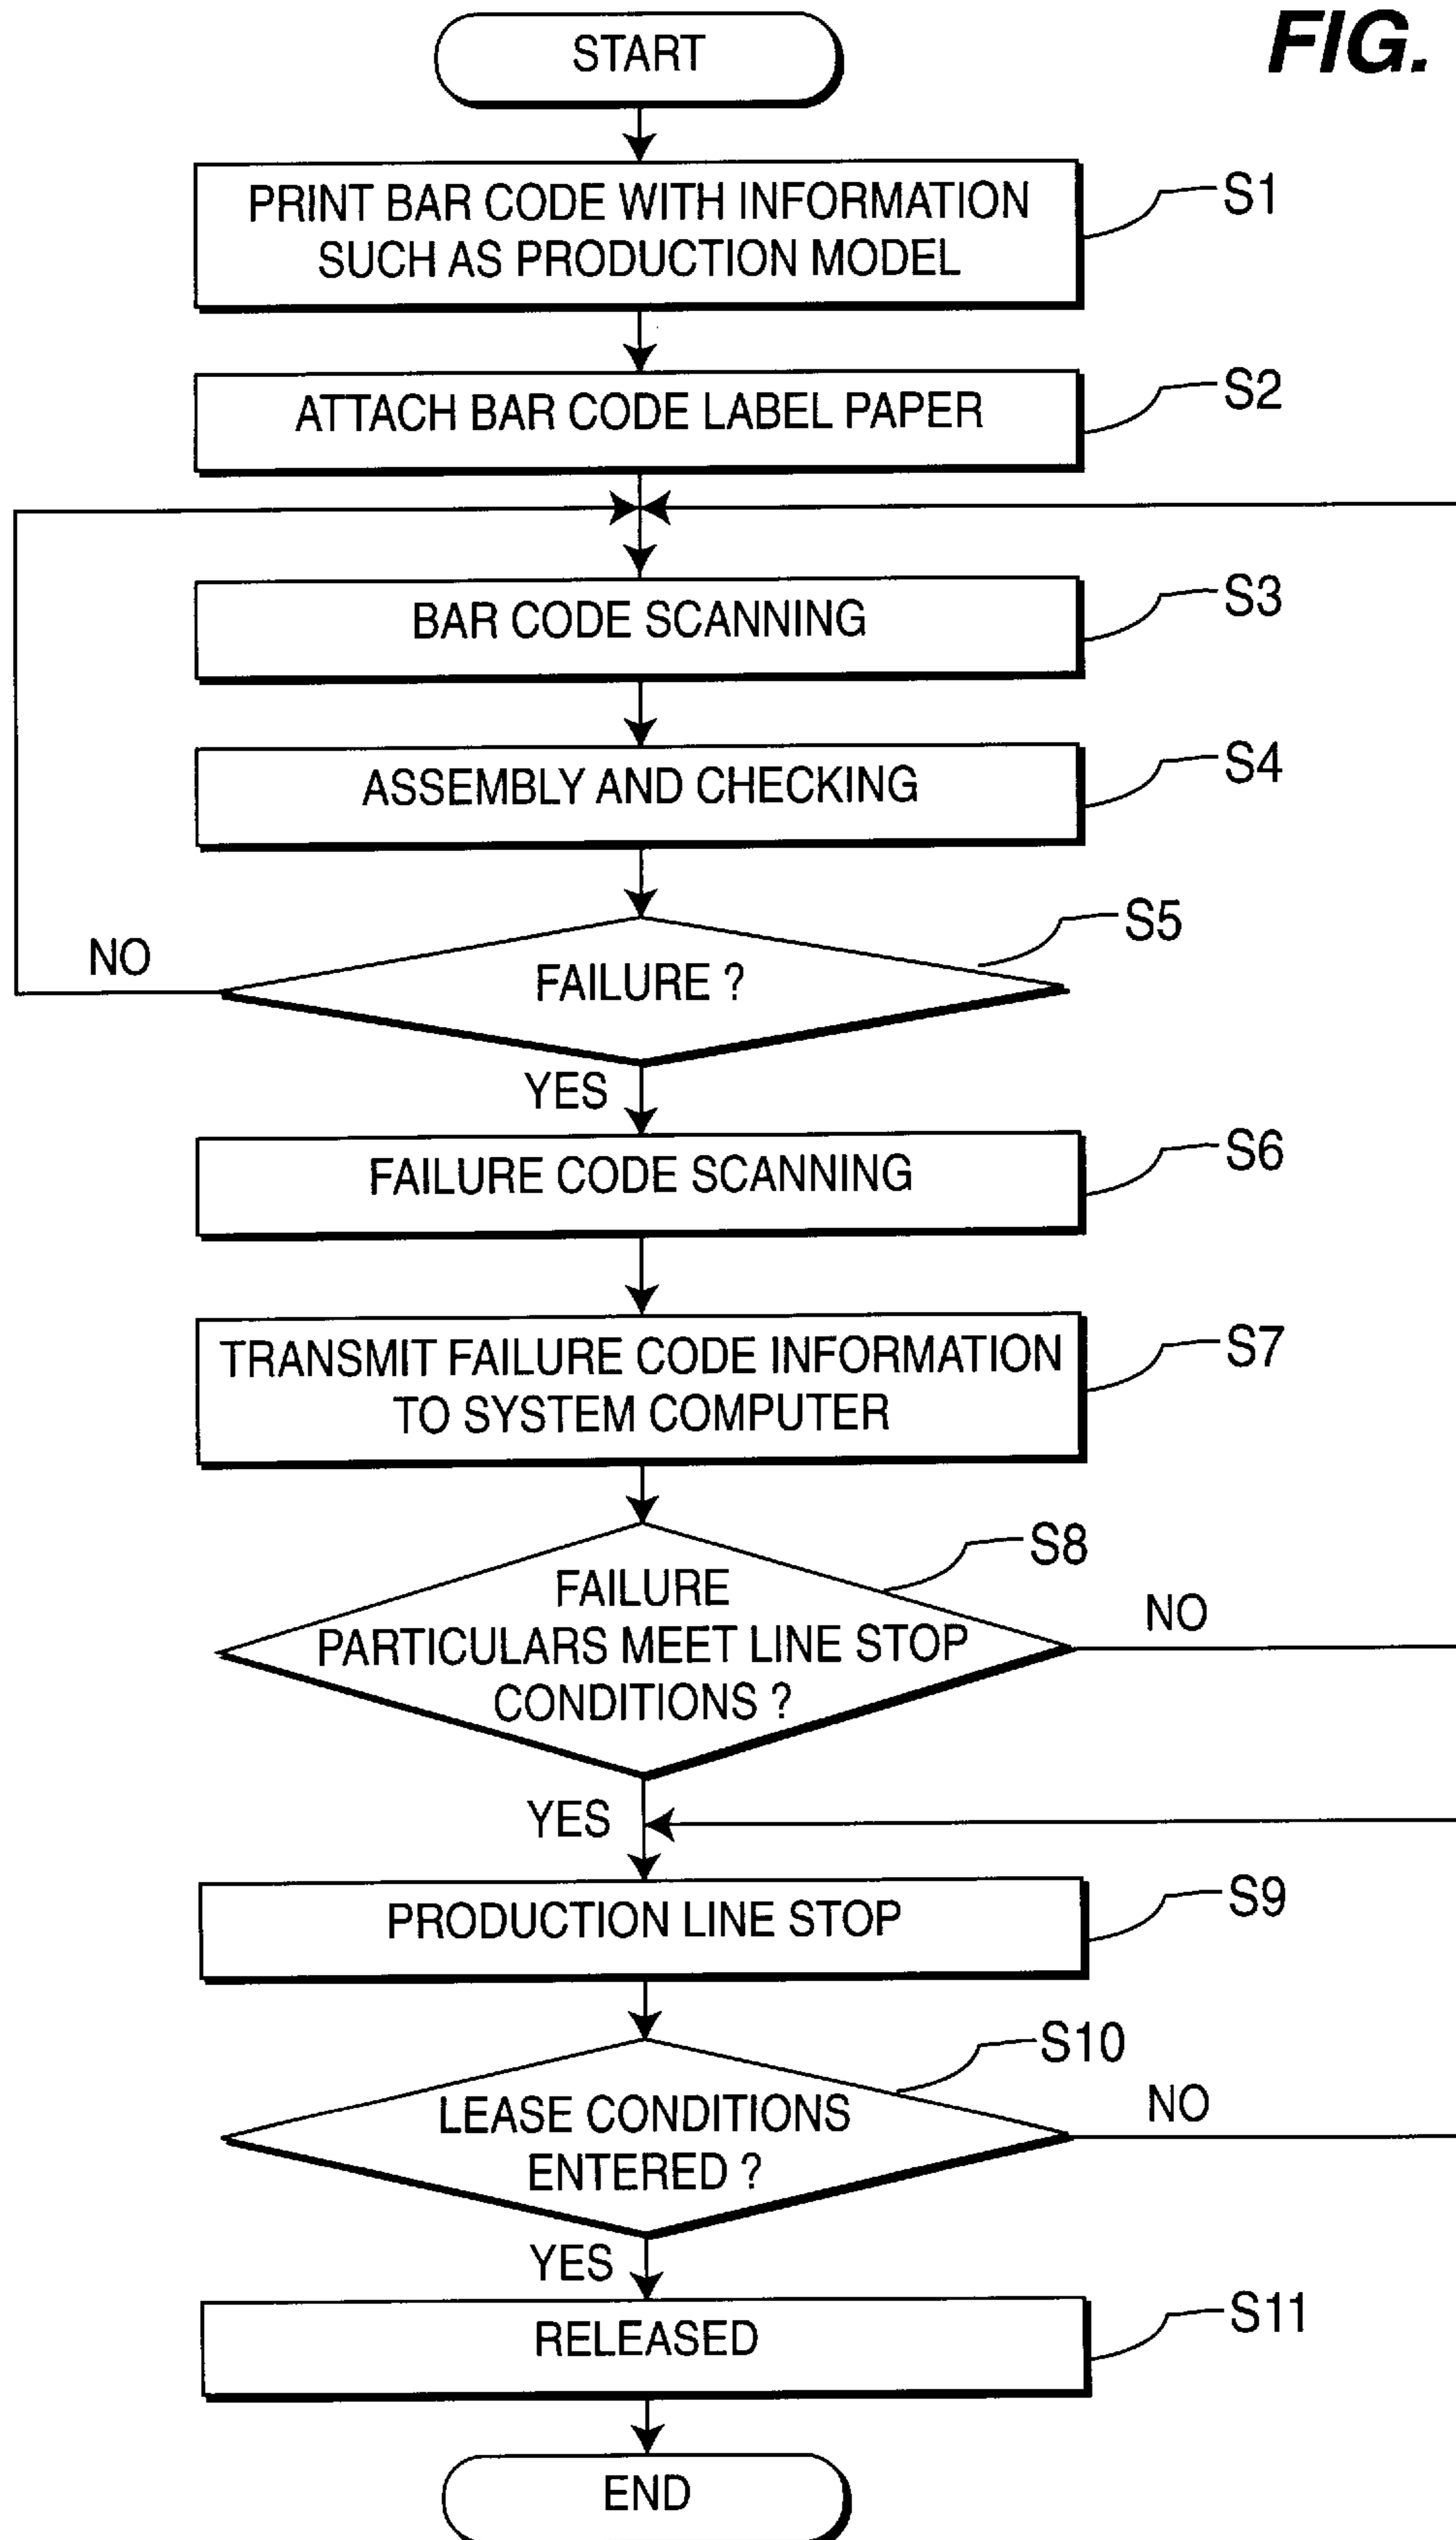 FIG.
START
PRINT BAR CODE WITH INFORMATION
SUCH AS PRODUCTION MODEL
S1
ATTACH BAR CODE LABEL PAPER
S2
BAR CODE SCANNING
S3
ASSEMBLY AND CHECKING
S4
S5
NO
FAILURE ?
YES
FAILURE CODE SCANNING
S6
TRANSMIT FAILURE CODE INFORMATION
TO SYSTEM COMPUTER
S7
S8
FAILURE
PARTICULARS MEET LINE STOP
CONDITIONS ?
NO
YES
PRODUCTION LINE STOP
S9
S10
LEASE CONDITIONS
ENTERED ?
NO
YES
RELEASED
S11
END